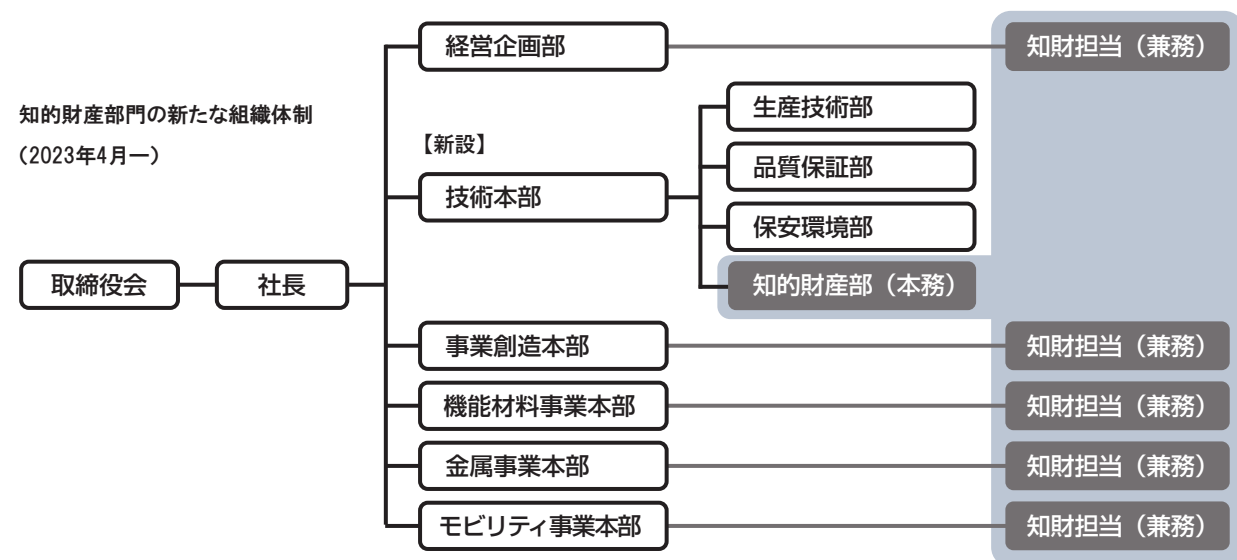 知的財産部門の新たな組織体制
(2023年4月ー)
取締役会
社長
経営企画部
知財担当（兼務）
【新設】
技術本部
生産技術部
品質保証部
保安環境部
知的財産部（本務）
事業創造本部
知財担当（兼務）
機能材料事業本部
知財担当（兼務）
金属事業本部
知財担当（兼務）
モビリティ事業本部
知財担当（兼務）